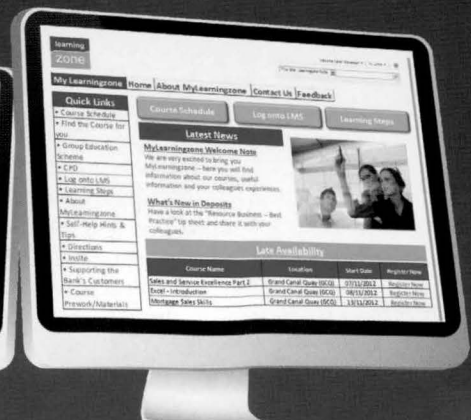 learning
zone
My Learningzone Home About MyLearningzone Contact Us Feedback
Quick Links
• Course Schedule
• Find the Course for
you
• Group Education
Scheme
• CPD
• Log onto LMS
• Learning Steps
• About
MyLearningzone
• Self-Help Hints &
Tips
• Directions
• Insite
• Supporting the
Bank's Customers
• Course
Prework/Materials
Course Schedule
Log onto LMS
Learning Steps
Latest News
MyLearningzone Welcome Note
We are very excited to bring you
MyLearningzone – here you will find
information about our courses, useful
information and your colleagues experiences.
What's New in Deposits
Have a look at the "Resource Business – Best
Practice" tip sheet and share it with your
colleagues.
Late Availability
Course Name Location Start Date Register Now
Sales and Service Excellence Part 2 Grand Canal Quay (GCQ) 07/11/2012 Register Now
Excel - Introduction Grand Canal Quay (GCQ) 08/11/2012 Register Now
Mortgage Sales Skills Grand Canal Quay (GCQ) 13/11/2012 Register Now